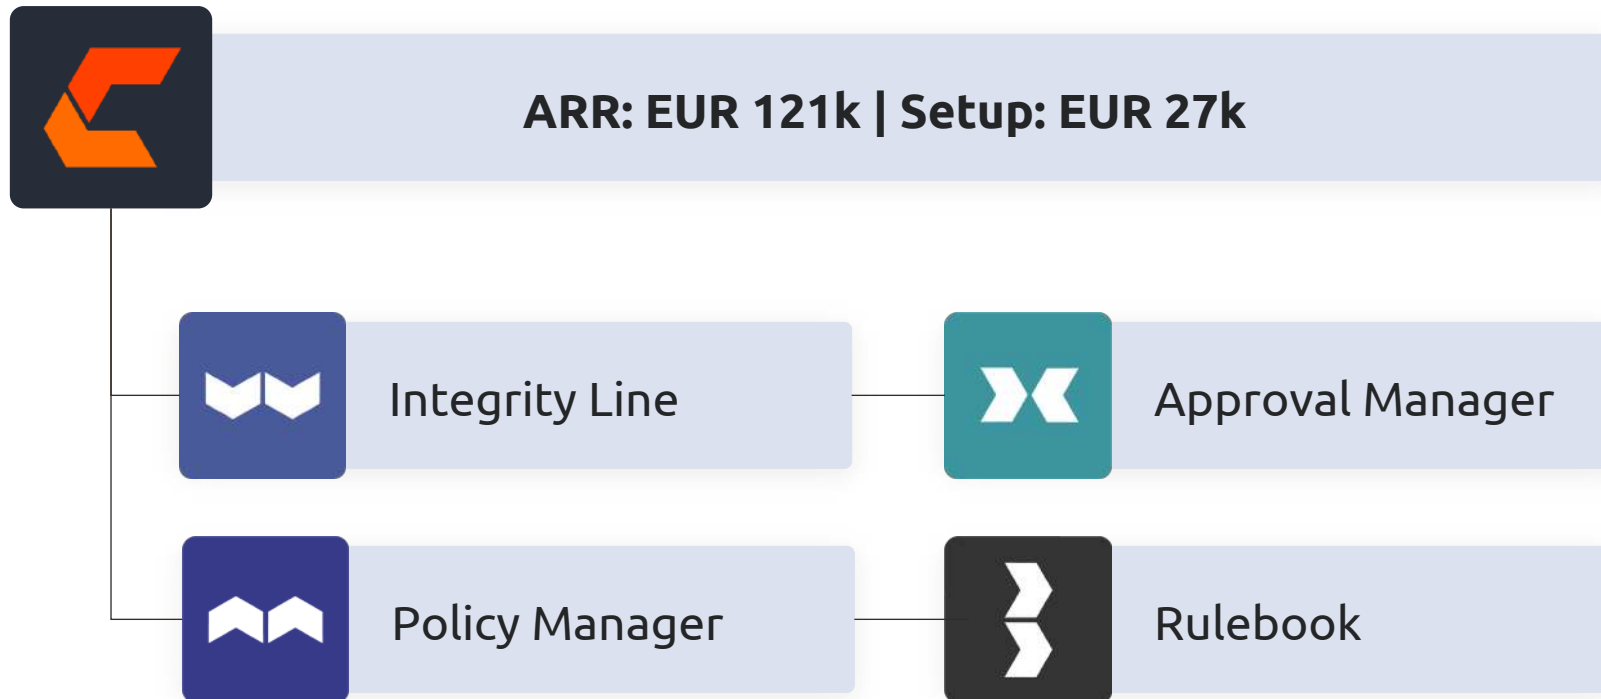 ARR: EUR 121k | Setup: EUR 27k
Integrity Line
Approval Manager
Policy Manager
Rulebook